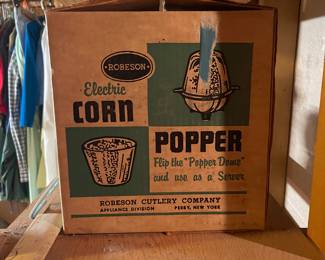 ROBESON
Electric
CORN
POPPER
Flip the "Popper Dome"
and use as a Server
ROBESON CUTLERY COMPANY
APPLIANCE DIVISION PERRY, NEW YORK